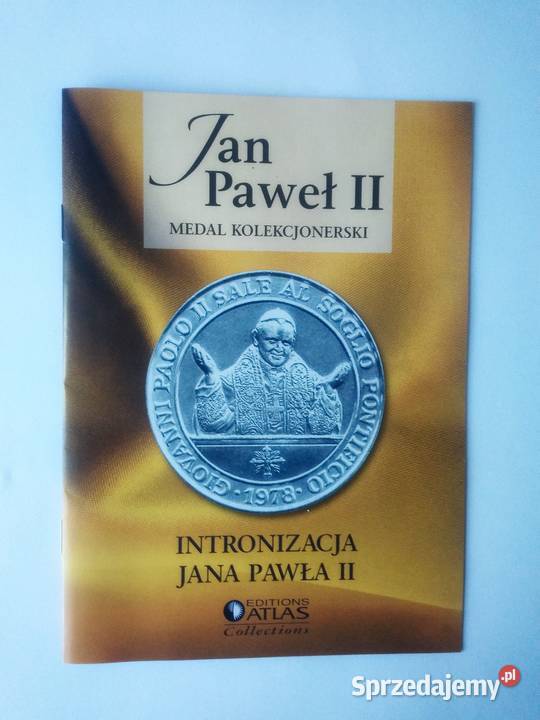 Jan
Paweł II
MEDAL KOLEKCJONERSKI
GIOVANNI PAOLO II SALE AL SOGLIO PONTIFICIO
· 1978 ·
INTRONIZACJA
JANA PAWŁA II
EDITIONS
ATLAS
Collections
Sprzedajemy.pl